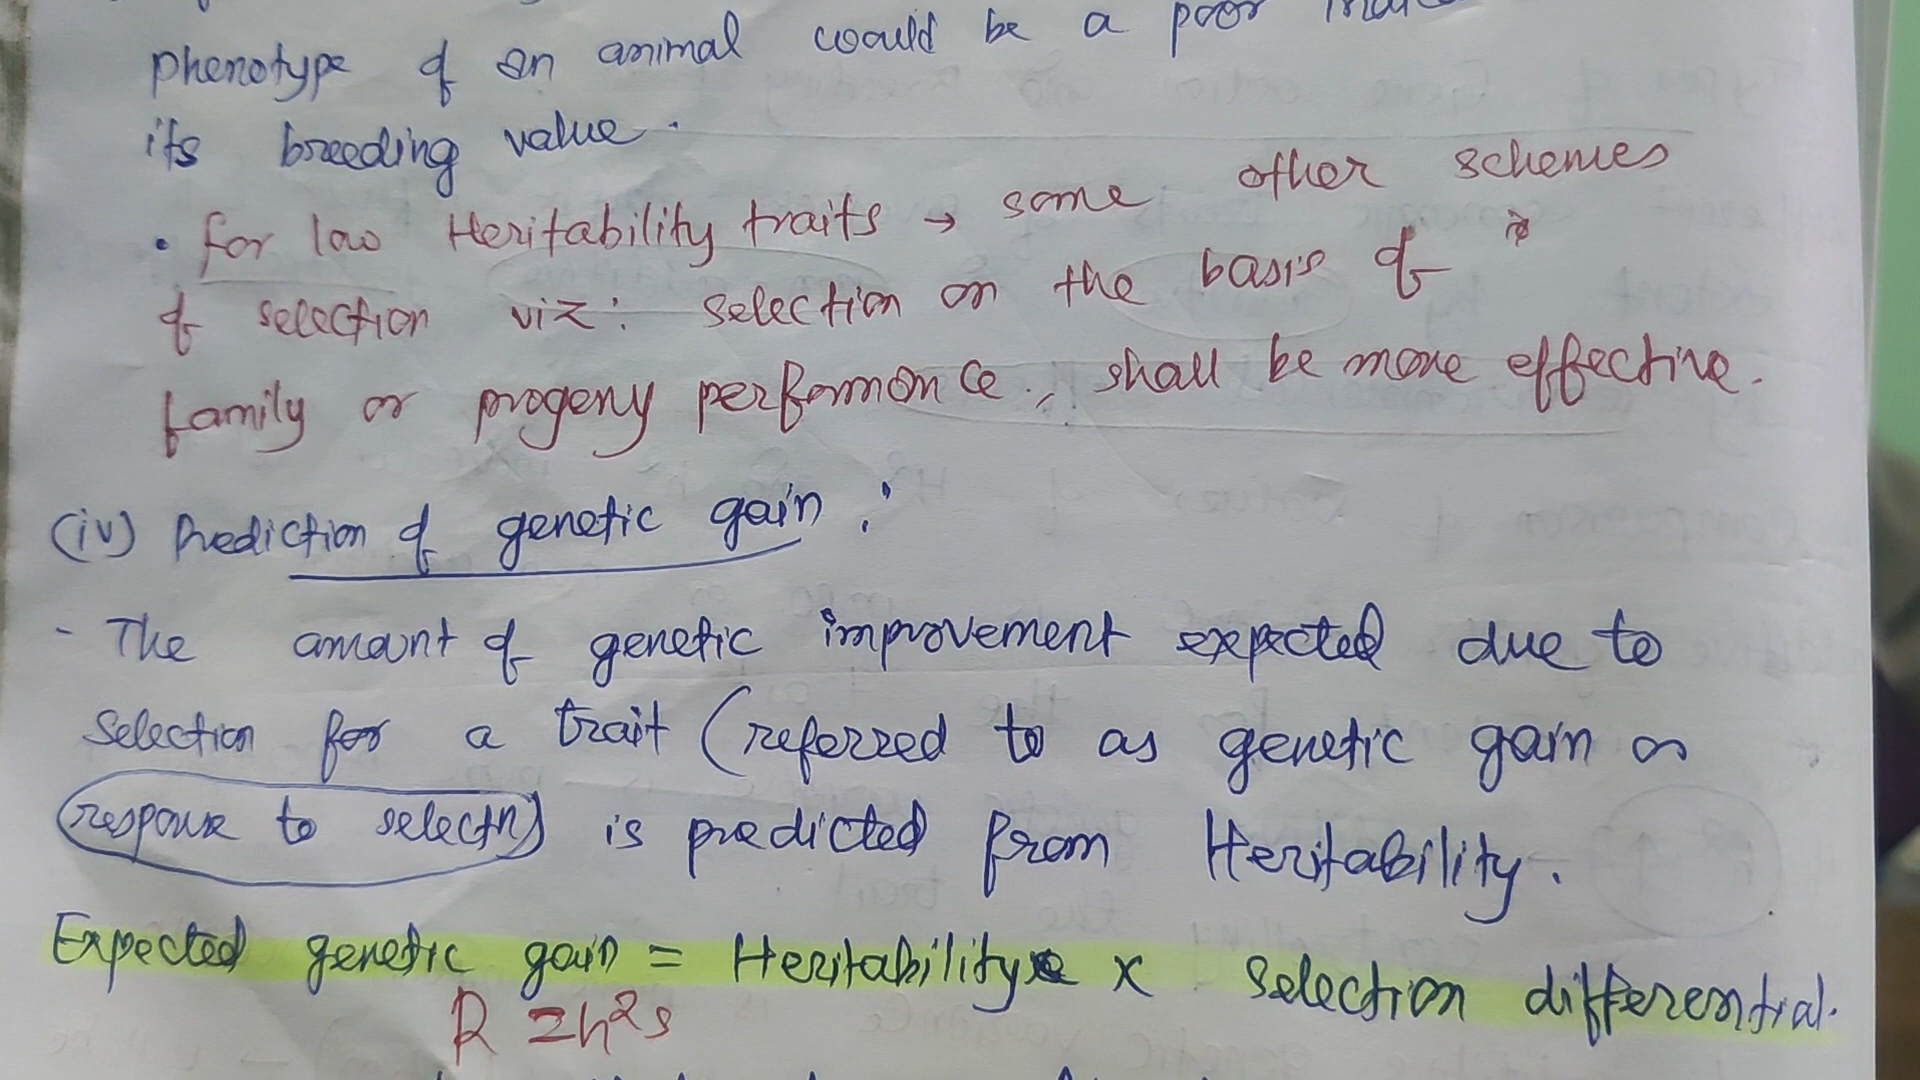 phenotype of an animal would be a poor
its breeding value.
• for low Heritability traits → some other schemes
of selection viz: selection on the basis of
family or progeny performance, shall be more effective.
(iv) Prediction of genetic gain:
- The amount of genetic improvement expected due to
selection for a trait (referred to as genetic gain or
response to selectn) is predicted from Heritability.
Expected genetic gain = Heritability x selection differential.
R = h²s